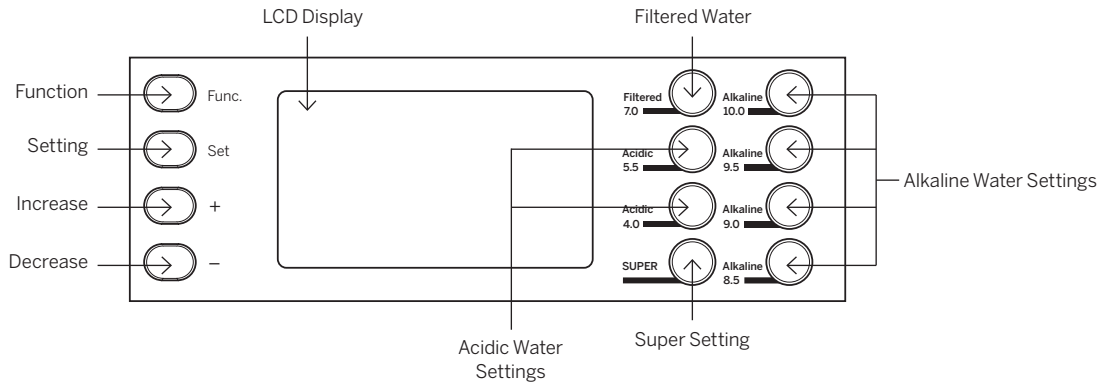 LCD Display
Filtered Water
Function
Func.
Filtered
7.0
Alkaline
10.0
Setting
Set
Acidic
5.5
Alkaline
9.5
Alkaline Water Settings
Increase
+
Acidic
4.0
Alkaline
9.0
Decrease
–
SUPER
Alkaline
8.5
Acidic Water
Settings
Super Setting